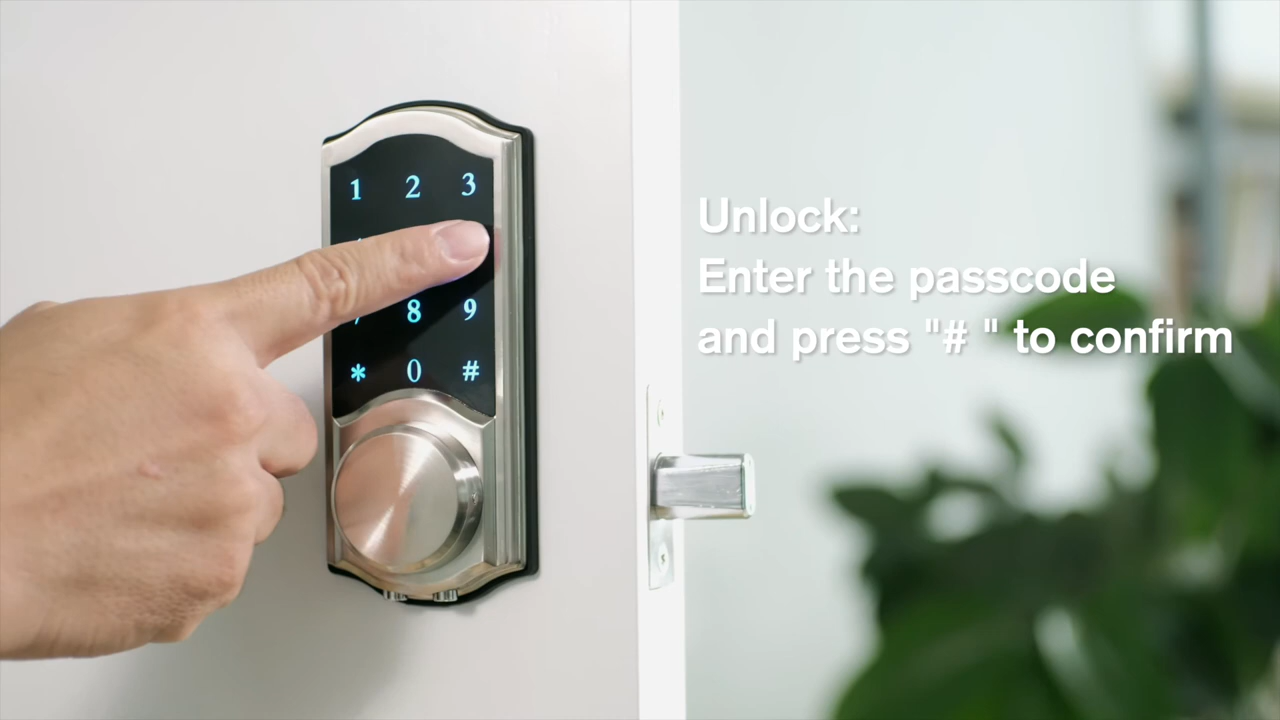 1 2 3
8 9
* 0 #
Unlock:
Enter the passcode
and press "# " to confirm